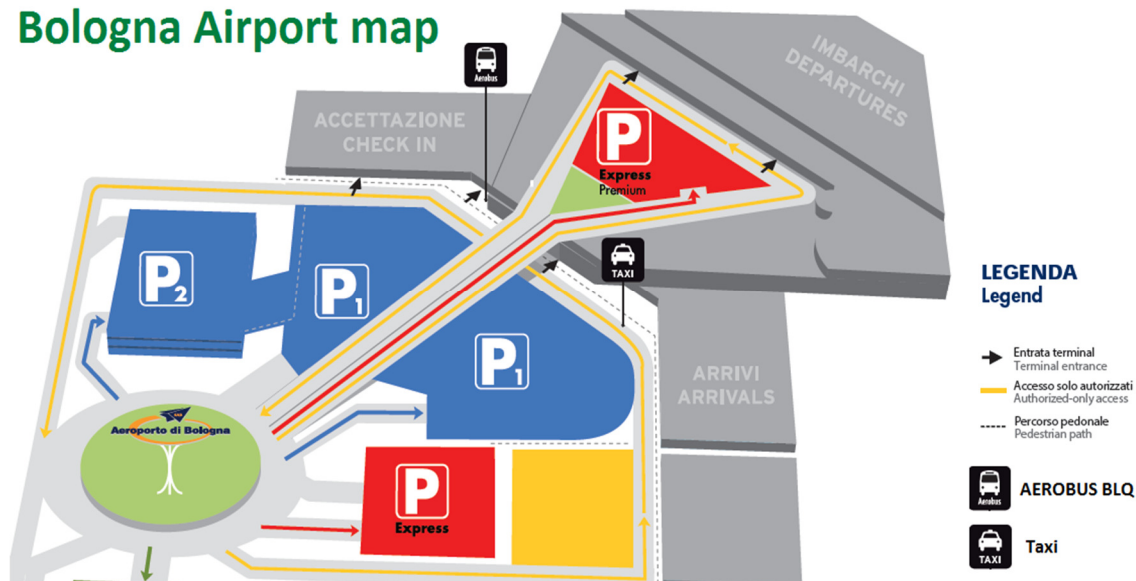 Bologna Airport map
Aerobus
IMBARCHI
DEPARTURES
ACCETTAZIONE
CHECK IN
P
Express
Premium
TAXI
P2
P1
P1
ARRIVI
ARRIVALS
Aeroporto di Bologna
P
Express
LEGENDA
Legend
Entrata terminal
Terminal entrance
Accesso solo autorizzati
Authorized-only access
Percorso pedonale
Pedestrian path
Aerobus
AEROBUS BLQ
TAXI
Taxi